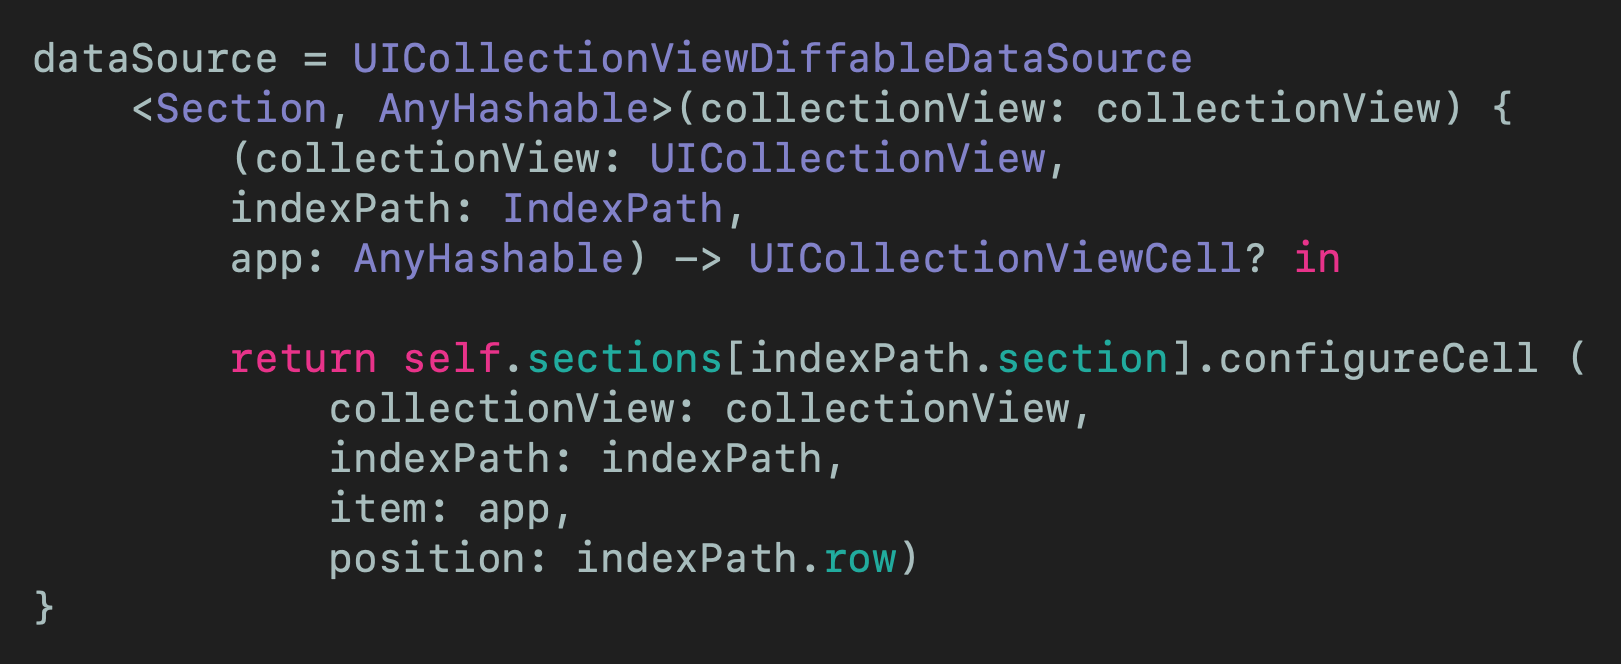 dataSource = UICollectionViewDiffableDataSource
    <Section, AnyHashable>(collectionView: collectionView) {
        (collectionView: UICollectionView,
        indexPath: IndexPath,
        app: AnyHashable) -> UICollectionViewCell? in

        return self.sections[indexPath.section].configureCell (
            collectionView: collectionView,
            indexPath: indexPath,
            item: app,
            position: indexPath.row)
}